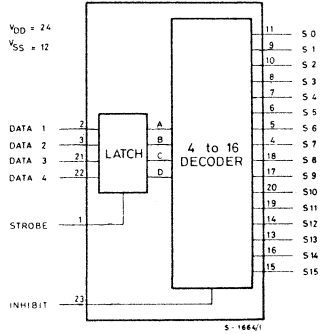 VDD = 24
VSS = 12
DATA 1 2
DATA 2 3
DATA 3 21
DATA 4 22
STROBE 1
INHIBIT 23
LATCH
A
B
C
D
4 to 16
DECODER
11 S 0
9 S 1
10 S 2
8 S 3
7 S 4
6 S 5
5 S 6
4 S 7
18 S 8
17 S 9
20 S10
19 S11
14 S12
13 S13
16 S14
15 S15
S - 1664/1